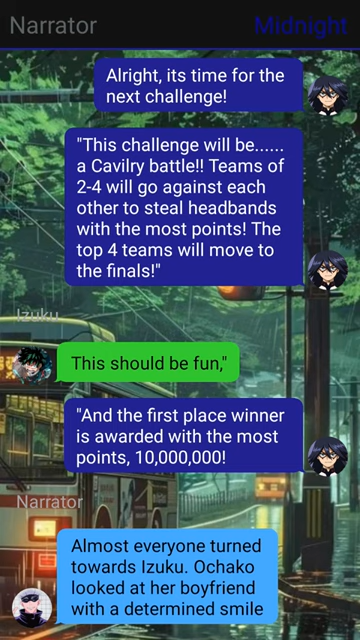 Narrator
Midnight
Alright, its time for the
next challenge!
"This challenge will be......
a Cavilry battle!! Teams of
2-4 will go against each
other to steal headbands
with the most points! The
top 4 teams will move to
the finals!"
Izuku
This should be fun,"
"And the first place winner
is awarded with the most
points, 10,000,000!
Narrator
Almost everyone turned
towards Izuku. Ochako
looked at her boyfriend
with a determined smile